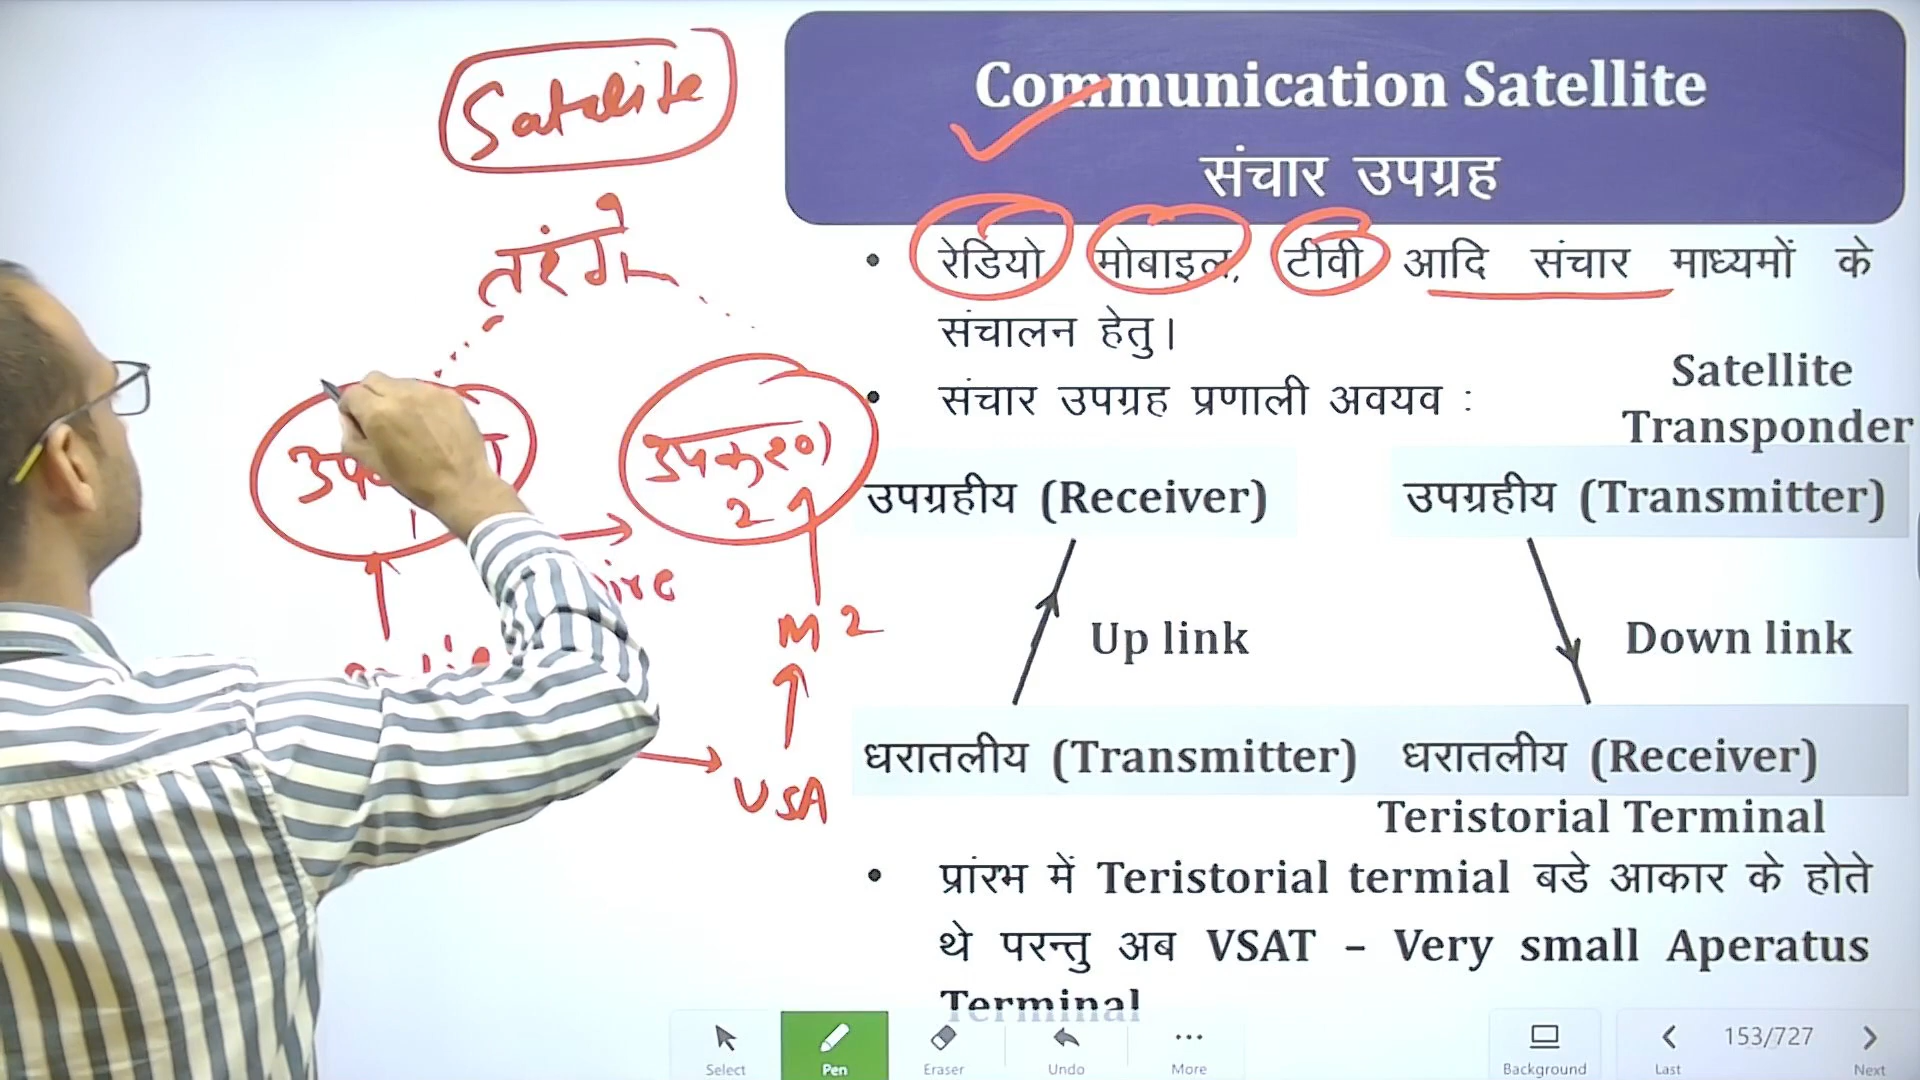 Satelite
तरंगे
उपकरण
2
M 2
USA
Communication Satellite
संचार उपग्रह
• रेडियो मोबाइल, टीवी आदि संचार माध्यमों के
संचालन हेतु।
• संचार उपग्रह प्रणाली अवयव :
Satellite
Transponder
उपग्रहीय (Receiver) उपग्रहीय (Transmitter)
Up link Down link
धरातलीय (Transmitter) धरातलीय (Receiver)
Teristorial Terminal
• प्रांरभ में Teristorial termial बडे आकार के होते
थे परन्तु अब VSAT – Very small Aperatus
Terminal
Select Pen Eraser Undo More Background Last 153/727 Next